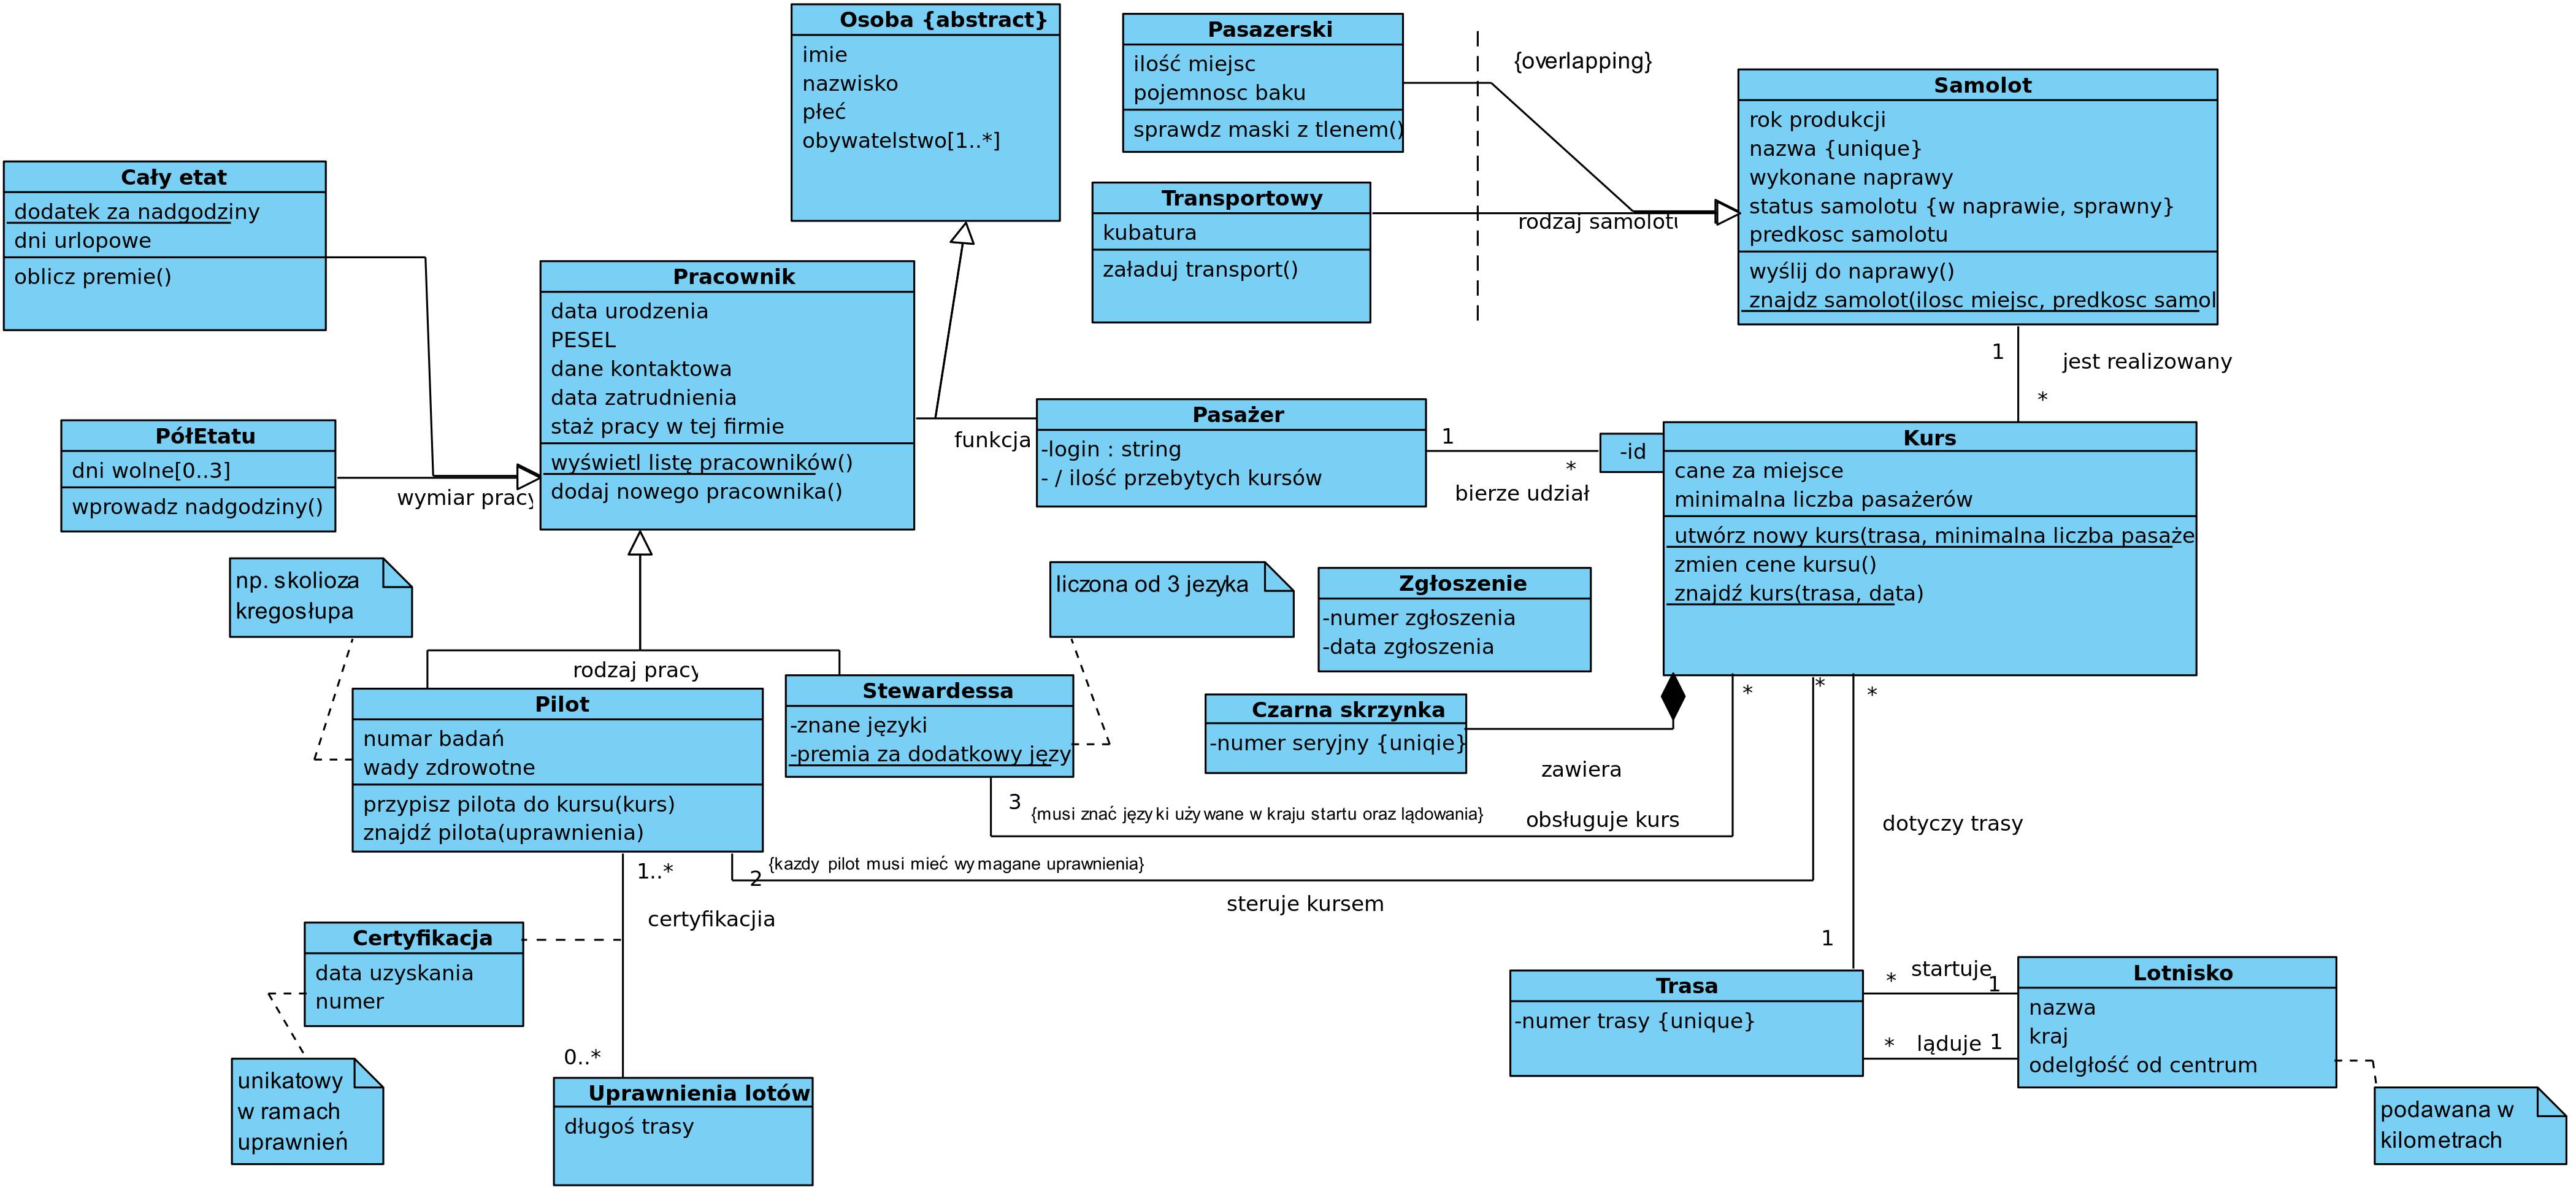 Osoba {abstract}
imie
nazwisko
płeć
obywatelstwo[1..*]
Pasazerski
ilość miejsc
pojemnosc baku
sprawdz maski z tlenem()
{overlapping}
Samolot
rok produkcji
nazwa {unique}
wykonane naprawy
status samolotu {w naprawie, sprawny}
predkosc samolotu
wyślij do naprawy()
znajdz samolot(ilosc miejsc, predkosc samol
Transportowy
kubatura
załaduj transport()
rodzaj samolotu
Cały etat
dodatek za nadgodziny
dni urlopowe
oblicz premie()
Pracownik
data urodzenia
PESEL
dane kontaktowa
data zatrudnienia
staż pracy w tej firmie
wyświetl listę pracowników()
dodaj nowego pracownika()
PółEtatu
dni wolne[0..3]
wprowadz nadgodziny()
wymiar pracy
funkcja
Pasażer
-login : string
- / ilość przebytych kursów
1
*
bierze udział
-id
1
jest realizowany
*
Kurs
cane za miejsce
minimalna liczba pasażerów
utwórz nowy kurs(trasa, minimalna liczba pasaże
zmien cene kursu()
znajdź kurs(trasa, data)
np. skolioza
kregosłupa
liczona od 3 jezyka
Zgłoszenie
-numer zgłoszenia
-data zgłoszenia
rodzaj pracy
Pilot
numar badań
wady zdrowotne
przypisz pilota do kursu(kurs)
znajdź pilota(uprawnienia)
Stewardessa
-znane języki
-premia za dodatkowy języ
Czarna skrzynka
-numer seryjny {uniqie}
zawiera
*
*
*
3
{musi znać języki używane w kraju startu oraz lądowania}
obsługuje kurs
dotyczy trasy
1..*
2
{kazdy pilot musi mieć wymagane uprawnienia}
steruje kursem
certyfikacjia
Certyfikacja
data uzyskania
numer
unikatowy
w ramach
uprawnień
0..*
Uprawnienia lotów
długoś trasy
1
Trasa
-numer trasy {unique}
*
startuje
1
*
ląduje
1
Lotnisko
nazwa
kraj
odelgłość od centrum
podawana w
kilometrach